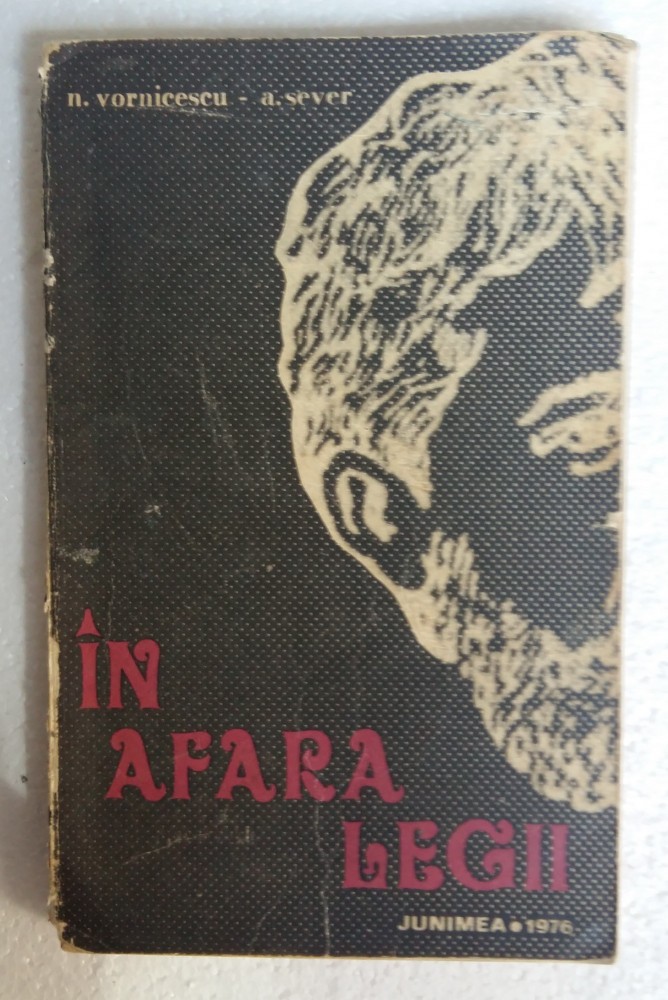 n. vornicescu - a. sever
ÎN
AFARA
LEGII
JUNIMEA • 1976